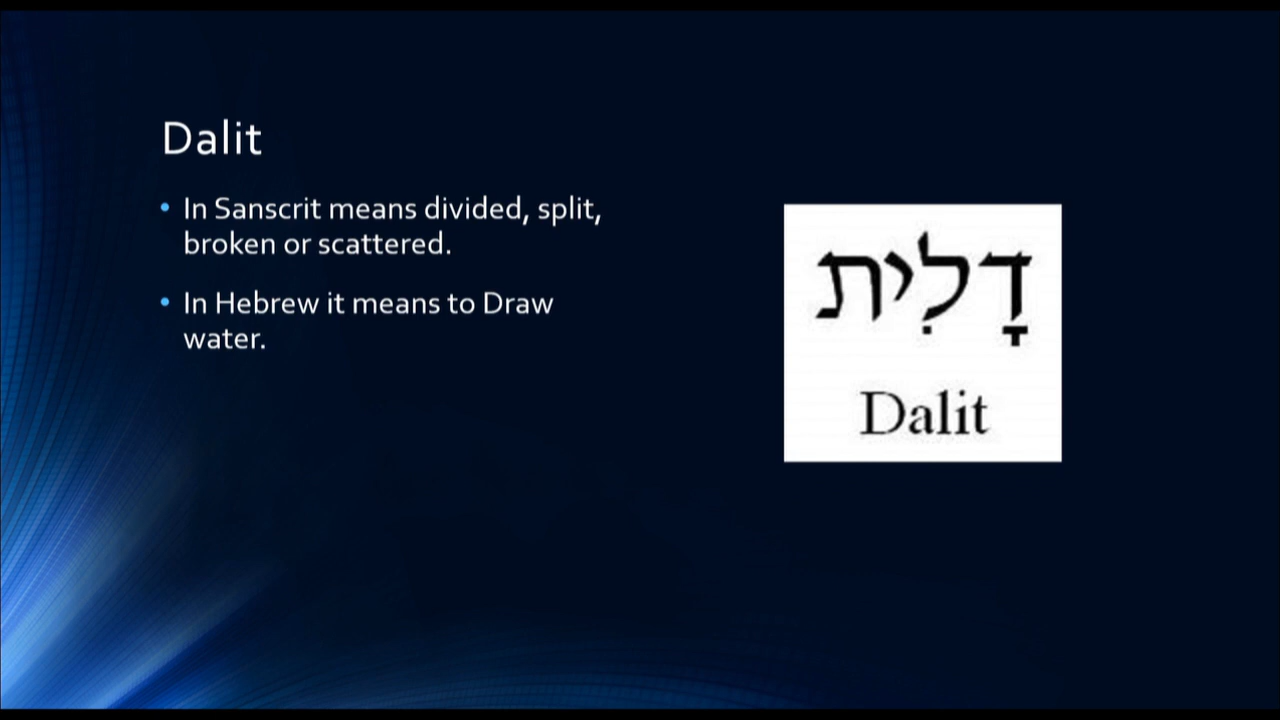 Dalit
• In Sanscrit means divided, split,
broken or scattered.
• In Hebrew it means to Draw
water.
דָלִית
Dalit